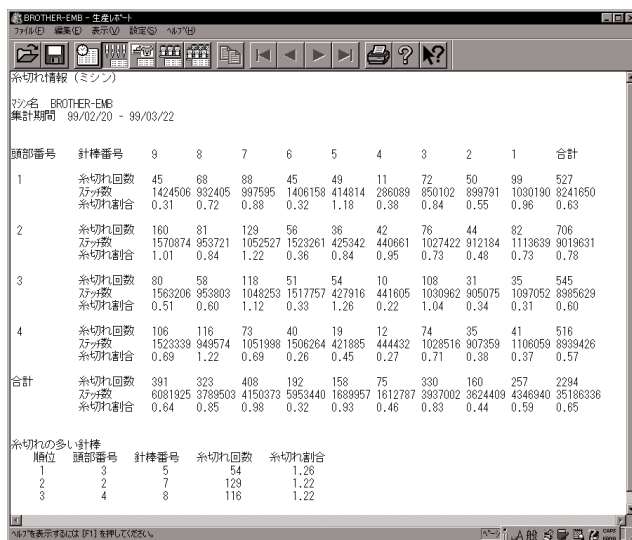 BROTHER-EMB - 生産ﾚﾎﾟｰﾄ
ﾌｧｲﾙ(F) 編集(E) 表示(V) 設定(S) ﾍﾙﾌﾟ(H)
糸切れ情報（ミシン）
ﾏｼﾝ名 BROTHER-EMB
集計期間 99/02/20 - 99/03/22
頭部番号 針棒番号 9 8 7 6 5 4 3 2 1 合計
1 糸切れ回数 45 68 88 45 49 11 72 50 99 527
ｽﾃｯﾁ数 1424506 932405 997595 1406158 414814 286089 850102 899791 1030190 8241650
糸切れ割合 0.31 0.72 0.88 0.32 1.18 0.38 0.84 0.55 0.96 0.63
2 糸切れ回数 160 81 129 56 36 42 76 44 82 706
ｽﾃｯﾁ数 1570874 953721 1052527 1523261 425342 440661 1027422 912184 1113639 9019631
糸切れ割合 1.01 0.84 1.22 0.36 0.84 0.95 0.73 0.48 0.73 0.78
3 糸切れ回数 80 58 118 51 54 10 108 31 35 545
ｽﾃｯﾁ数 1563206 953803 1048253 1517757 427916 441605 1030962 905075 1097052 8985629
糸切れ割合 0.51 0.60 1.12 0.33 1.26 0.22 1.04 0.34 0.31 0.60
4 糸切れ回数 106 116 73 40 19 12 74 35 41 516
ｽﾃｯﾁ数 1523339 949574 1051998 1506264 421885 444432 1028516 907359 1106059 8939426
糸切れ割合 0.69 1.22 0.69 0.26 0.45 0.27 0.71 0.38 0.37 0.57
合計 糸切れ回数 391 323 408 192 158 75 330 160 257 2294
ｽﾃｯﾁ数 6081925 3789503 4150373 5953440 1689957 1612787 3937002 3624409 4346940 35186336
糸切れ割合 0.64 0.85 0.98 0.32 0.93 0.46 0.83 0.44 0.59 0.65
糸切れの多い針棒
順位 頭部番号 針棒番号 糸切れ回数 糸切れ割合
1 3 5 54 1.26
2 2 7 129 1.22
3 4 8 116 1.22
ﾍﾙﾌﾟを表示するには [F1] を押してください。
ﾍﾟｰｼﾞ A 般 CAPS KANA